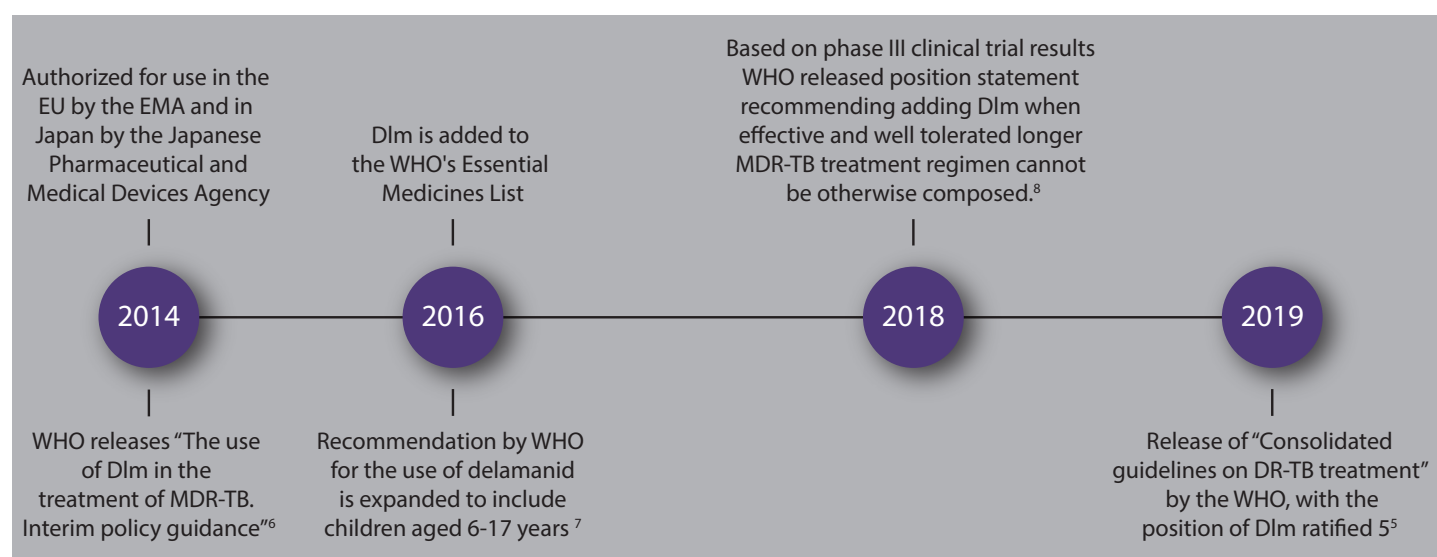 Authorized for use in the
EU by the EMA and in
Japan by the Japanese
Pharmaceutical and
Medical Devices Agency
Dlm is added to
the WHO's Essential
Medicines List
Based on phase III clinical trial results
WHO released position statement
recommending adding Dlm when
effective and well tolerated longer
MDR-TB treatment regimen cannot
be otherwise composed.⁸
2014
2016
2018
2019
WHO releases “The use
of Dlm in the
treatment of MDR-TB.
Interim policy guidance”⁶
Recommendation by WHO
for the use of delamanid
is expanded to include
children aged 6-17 years ⁷
Release of “Consolidated
guidelines on DR-TB treatment”
by the WHO, with the
position of Dlm ratified 5⁵